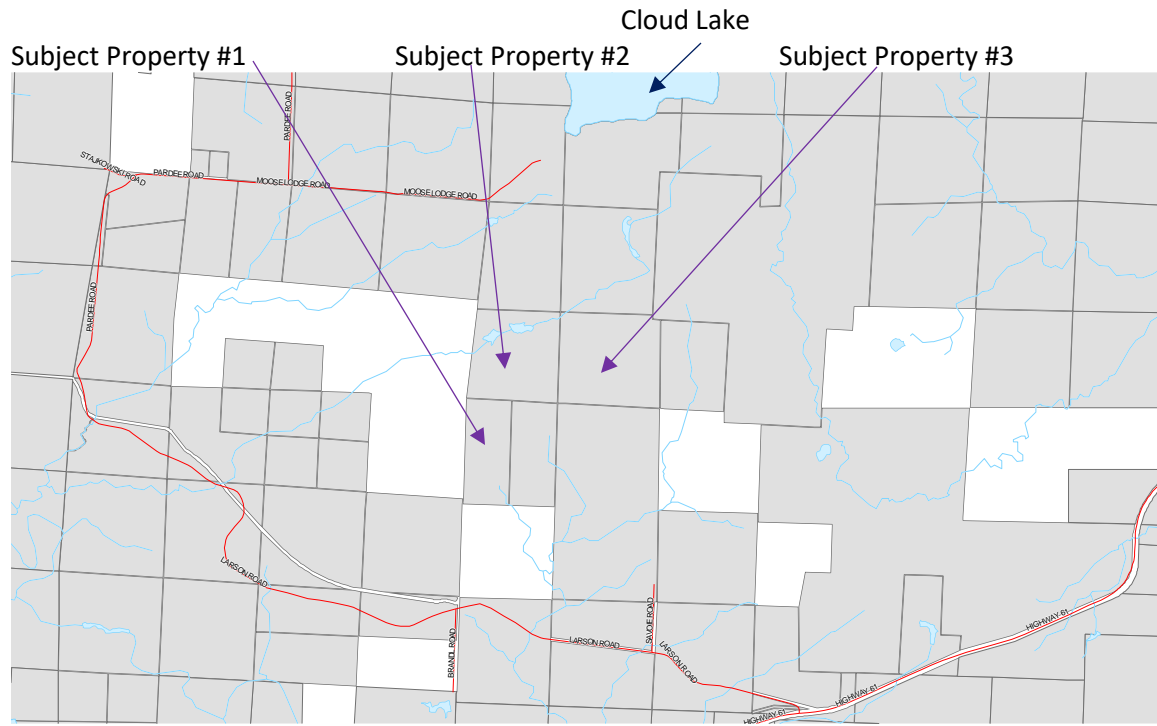 Cloud Lake
Subject Property #1
Subject Property #2
Subject Property #3
PARDEE ROAD
STAJKOWSKI ROAD
PARDEE ROAD
MOOSE LODGE ROAD
MOOSE LODGE ROAD
PARDEE ROAD
LARSON ROAD
BRANDL ROAD
LARSON ROAD
SAVOIE ROAD
LARSON ROAD
HIGHWAY 61
HIGHWAY 61
HIGHWAY 61